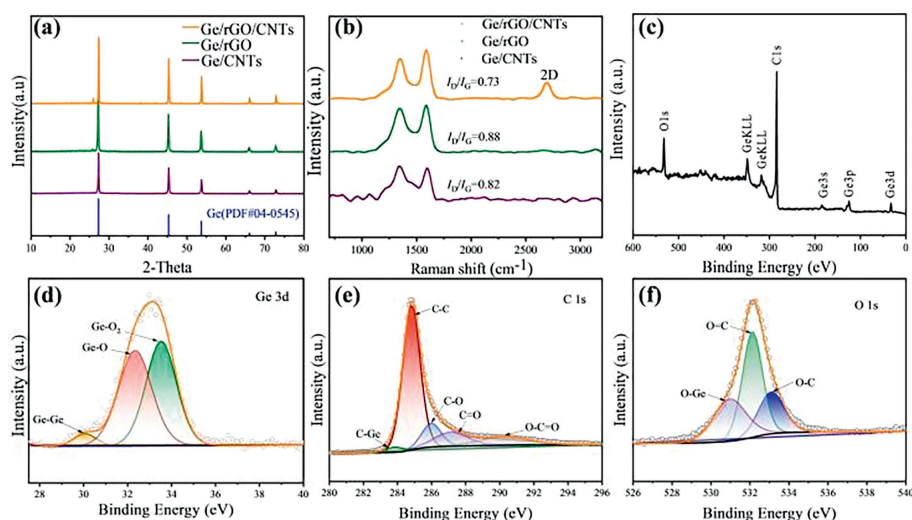 (a)
Ge/rGO/CNTs
Ge/rGO
Ge/CNTs
Intensity(a.u)
Ge(PDF#04-0545)
10 20 30 40 50 60 70 80
2-Theta
(b)
Ge/rGO/CNTs
Ge/rGO
Ge/CNTs
2D
Intensity (a.u.)
ID/IG=0.73
ID/IG=0.88
ID/IG=0.82
1000 1500 2000 2500 3000
Raman shift (cm-1)
(c)
Intensity (a.u.)
O1s
GeKLL
GeKLL
C1s
Ge3s
Ge3p
Ge3d
600 500 400 300 200 100 0
Binding Energy (eV)
(d)
Ge 3d
Intensity (a.u.)
Ge-O2
Ge-O
Ge-Ge
28 30 32 34 36 38 40
Binding Energy (eV)
(e)
C 1s
Intensity (a.u.)
C-C
C-O
C=O
C-Ge
O-C=O
280 282 284 286 288 290 292 294 296
Binding Energy (eV)
(f)
O 1s
Intensity (a.u.)
O=C
O-C
O-Ge
526 528 530 532 534 536 538 540
Binding Energy (eV)